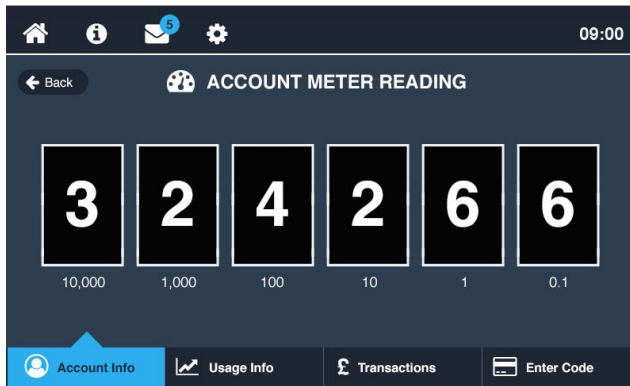 5
09:00
Back
ACCOUNT METER READING
3 2 4 2 6 6
10,000 1,000 100 10 1 0.1
Account Info Usage Info £ Transactions Enter Code